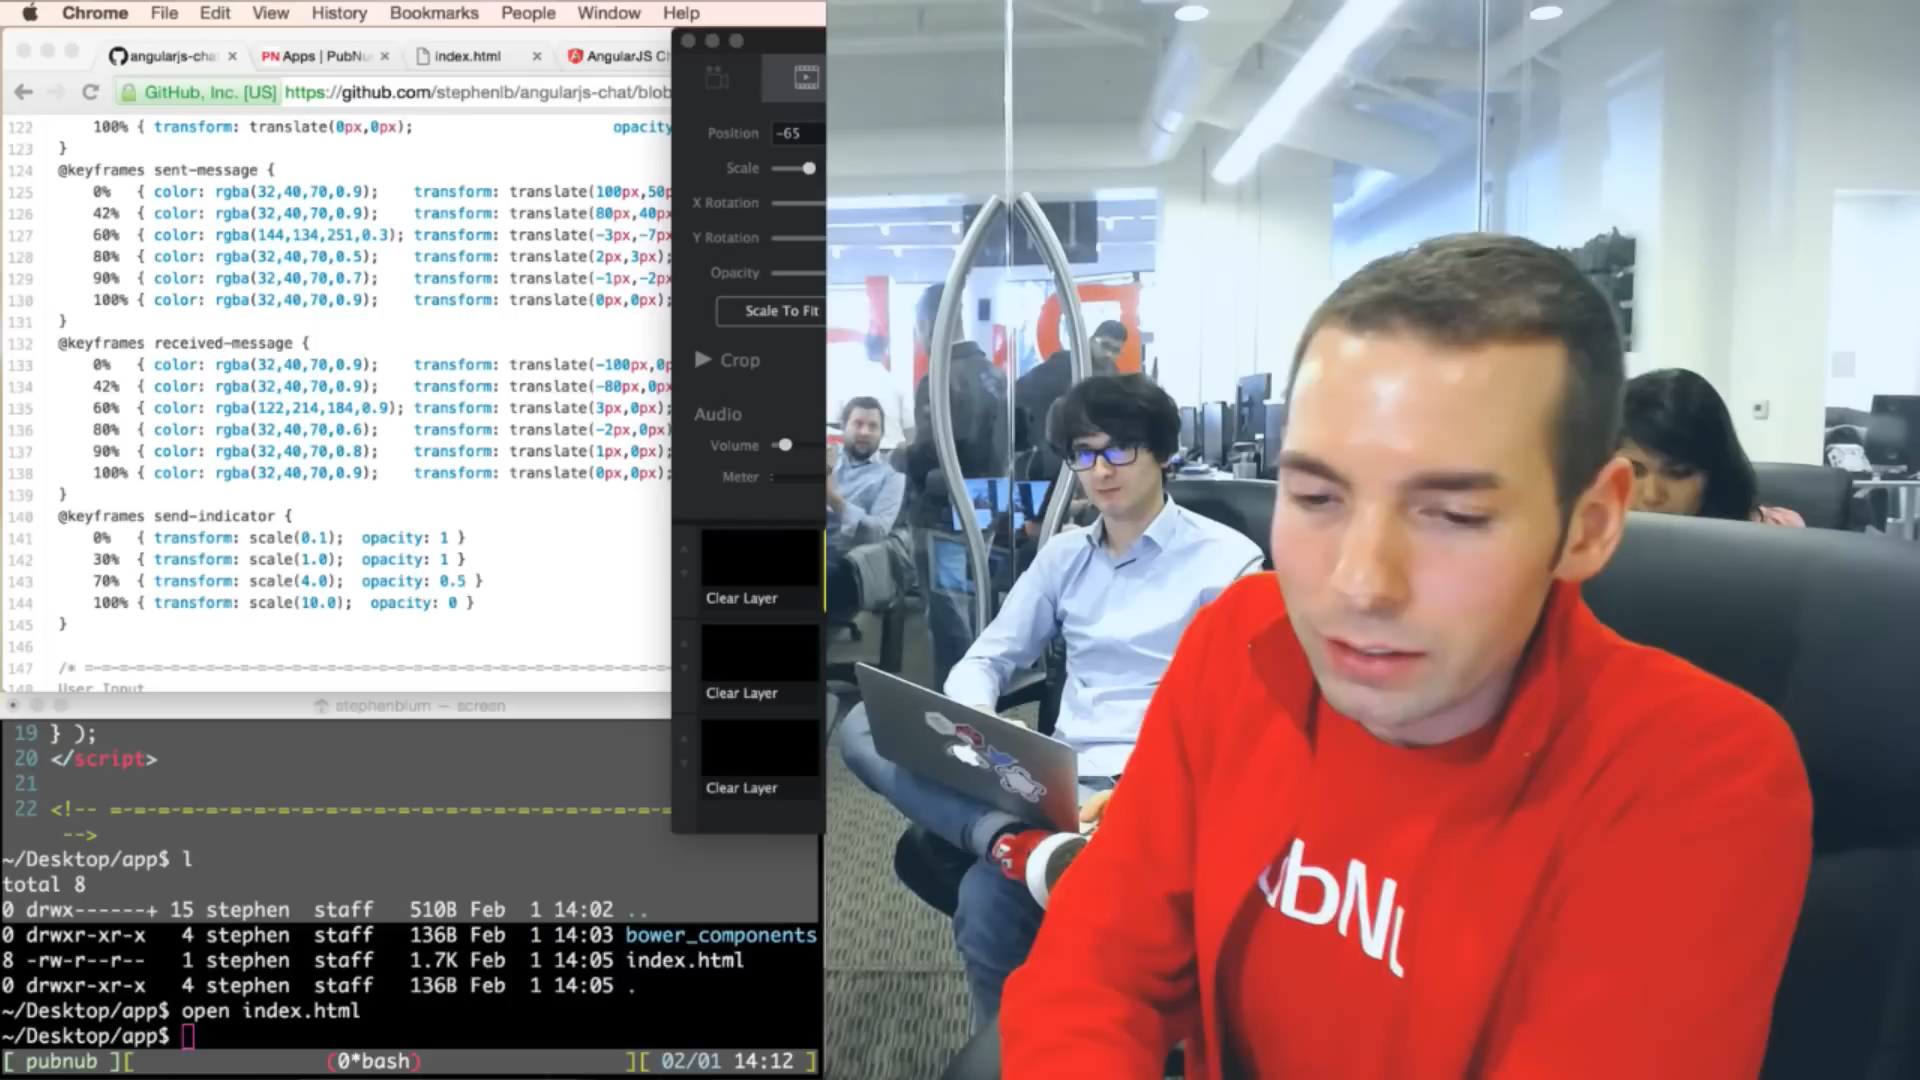 Chrome File Edit View History Bookmarks People Window Help
angularjs-cha × PN Apps | PubNu × index.html × AngularJS C
GitHub, Inc. [US] https://github.com/stephenlb/angularjs-chat/blob
122 100% { transform: translate(0px,0px); opacity
123 }
124 @keyframes sent-message {
125 0% { color: rgba(32,40,70,0.9); transform: translate(100px,50p
126 42% { color: rgba(32,40,70,0.9); transform: translate(80px,40px
127 60% { color: rgba(144,134,251,0.3); transform: translate(-3px,-7px
128 80% { color: rgba(32,40,70,0.5); transform: translate(2px,3px);
129 90% { color: rgba(32,40,70,0.7); transform: translate(-1px,-2px
130 100% { color: rgba(32,40,70,0.9); transform: translate(0px,0px);
131 }
132 @keyframes received-message {
133 0% { color: rgba(32,40,70,0.9); transform: translate(-100px,0p
134 42% { color: rgba(32,40,70,0.9); transform: translate(-80px,0px
135 60% { color: rgba(122,214,184,0.9); transform: translate(3px,0px);
136 80% { color: rgba(32,40,70,0.6); transform: translate(-2px,0px)
137 90% { color: rgba(32,40,70,0.8); transform: translate(1px,0px);
138 100% { color: rgba(32,40,70,0.9); transform: translate(0px,0px);
139 }
140 @keyframes send-indicator {
141 0% { transform: scale(0.1); opacity: 1 }
142 30% { transform: scale(1.0); opacity: 1 }
143 70% { transform: scale(4.0); opacity: 0.5 }
144 100% { transform: scale(10.0); opacity: 0 }
145 }
146
147 /* =-=-=-=-=-=-=-=-=-=-=-=-=-=-=-=-=-=-=-=-=-=-=-=-=-=-=-=-=-=-=-=-=-=
148 User Input
stephenblum — screen
19 } );
20 </script>
21
22 <!-- =-=-=-=-=-=-=-=-=-=-=-=-=-=-=-=-=-=-=
-->
~/Desktop/app$ l
total 8
0 drwx------+ 15 stephen staff 510B Feb 1 14:02 ..
0 drwxr-xr-x 4 stephen staff 136B Feb 1 14:03 bower_components
8 -rw-r--r-- 1 stephen staff 1.7K Feb 1 14:05 index.html
0 drwxr-xr-x 4 stephen staff 136B Feb 1 14:05 .
~/Desktop/app$ open index.html
~/Desktop/app$
[ pubnub ][ (0*bash) ][ 02/01 14:12 ]
Position -65
Scale
X Rotation
Y Rotation
Opacity
Scale To Fit
Crop
Audio
Volume
Meter
Clear Layer
Clear Layer
Clear Layer
ubNu